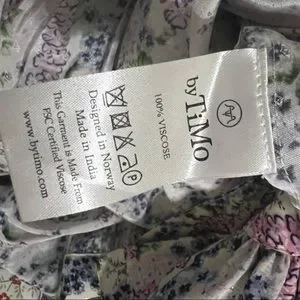 byTiMo
100% VISCOSE
Designed in Norway
Made in India
This Garment is Made From
FSC Certified Viscose
www.bytimo.com